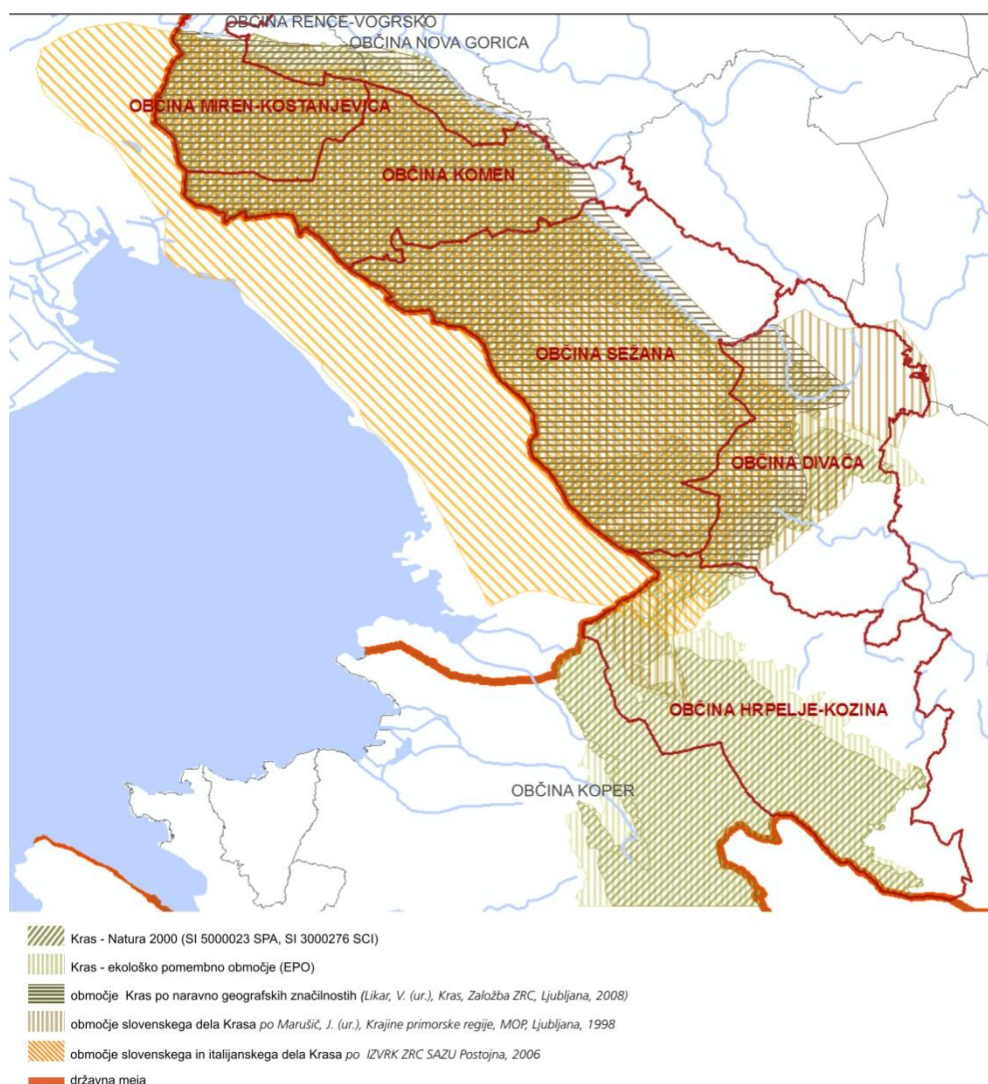 OBČINA RENČE-VOGRSKO
OBČINA NOVA GORICA
OBČINA MIREN-KOSTANJEVICA
OBČINA KOMEN
OBČINA SEŽANA
OBČINA DIVAČA
OBČINA HRPELJE-KOZINA
OBČINA KOPER
Kras - Natura 2000 (SI 5000023 SPA, SI 3000276 SCI)
Kras - ekološko pomembno območje (EPO)
območje Kras po naravno geografskih značilnostih (Likar, V. (ur.), Kras, Založba ZRC, Ljubljana, 2008)
območje slovenskega dela Krasa po Marušič, J. (ur.), Krajine primorske regije, MOP, Ljubljana, 1998
območje slovenskega in italijanskega dela Krasa po IZVRK ZRC SAZU Postojna, 2006
državna meja